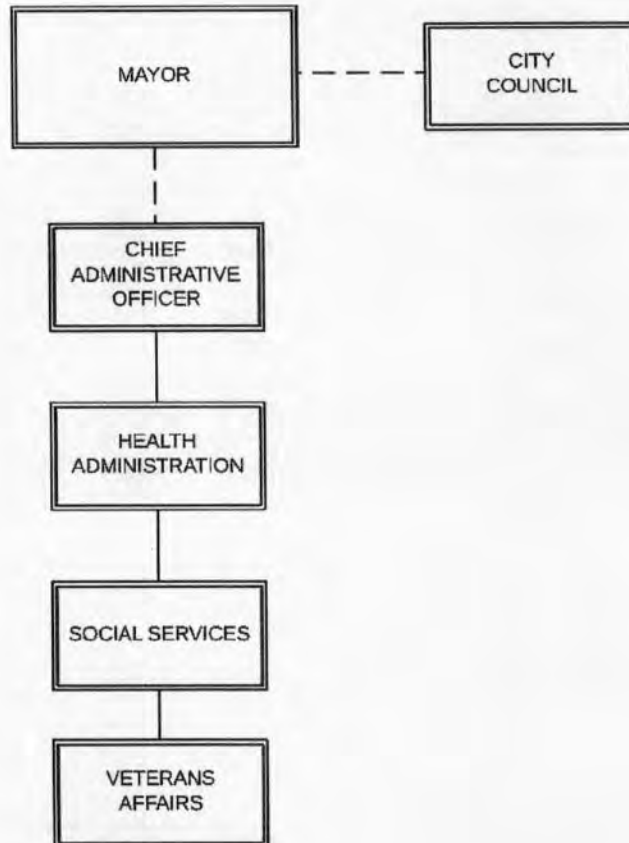 MAYOR
CITY
COUNCIL
CHIEF
ADMINISTRATIVE
OFFICER
HEALTH
ADMINISTRATION
SOCIAL SERVICES
VETERANS
AFFAIRS